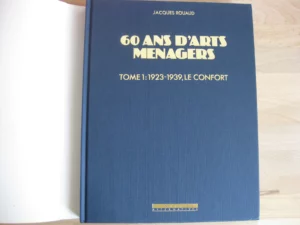 JACQUES ROUAUD
60 ANS D'ARTS
MENAGERS
TOME 1: 1923-1939, LE CONFORT